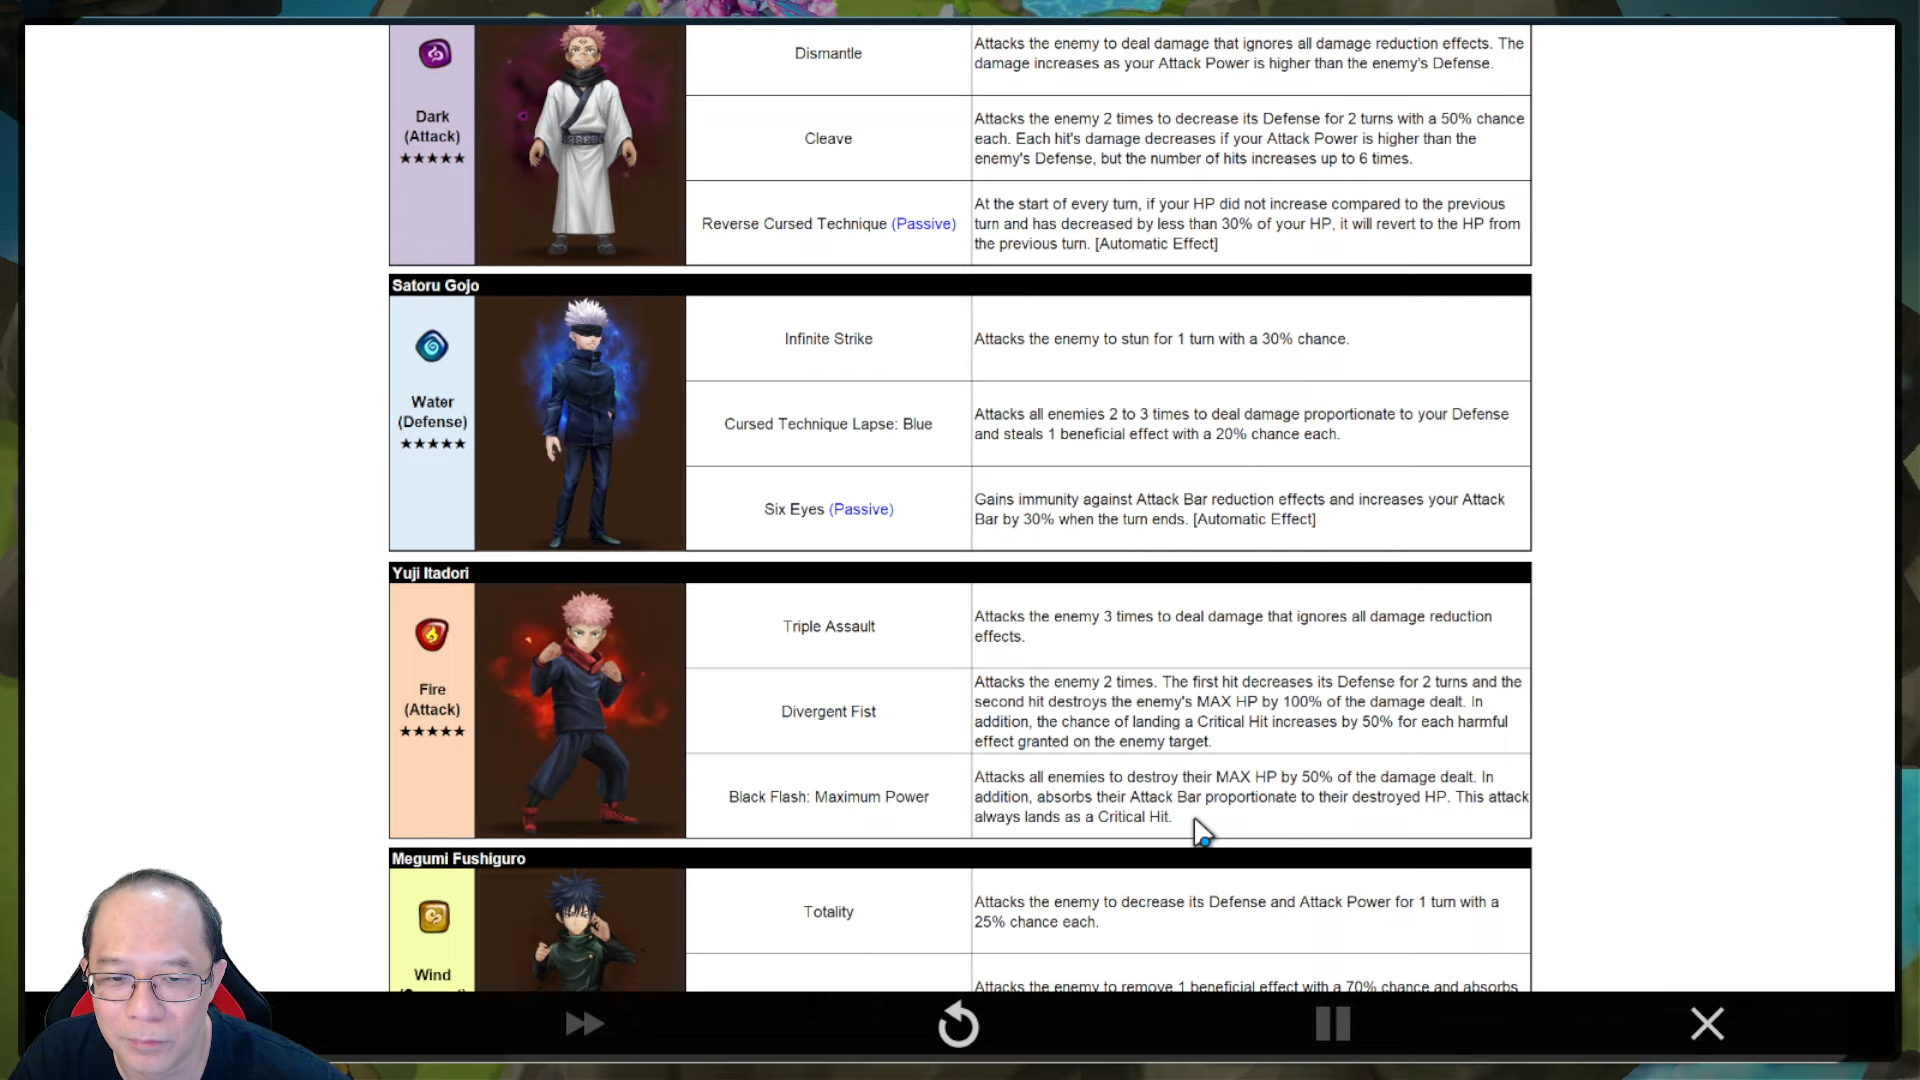 Dark
(Attack)
★★★★★
Dismantle
Attacks the enemy to deal damage that ignores all damage reduction effects. The
damage increases as your Attack Power is higher than the enemy's Defense.
Cleave
Attacks the enemy 2 times to decrease its Defense for 2 turns with a 50% chance
each. Each hit's damage decreases if your Attack Power is higher than the
enemy's Defense, but the number of hits increases up to 6 times.
Reverse Cursed Technique (Passive)
At the start of every turn, if your HP did not increase compared to the previous
turn and has decreased by less than 30% of your HP, it will revert to the HP from
the previous turn. [Automatic Effect]
Satoru Gojo
Water
(Defense)
★★★★★
Infinite Strike
Attacks the enemy to stun for 1 turn with a 30% chance.
Cursed Technique Lapse: Blue
Attacks all enemies 2 to 3 times to deal damage proportionate to your Defense
and steals 1 beneficial effect with a 20% chance each.
Six Eyes (Passive)
Gains immunity against Attack Bar reduction effects and increases your Attack
Bar by 30% when the turn ends. [Automatic Effect]
Yuji Itadori
Fire
(Attack)
★★★★★
Triple Assault
Attacks the enemy 3 times to deal damage that ignores all damage reduction
effects.
Divergent Fist
Attacks the enemy 2 times. The first hit decreases its Defense for 2 turns and the
second hit destroys the enemy's MAX HP by 100% of the damage dealt. In
addition, the chance of landing a Critical Hit increases by 50% for each harmful
effect granted on the enemy target.
Black Flash: Maximum Power
Attacks all enemies to destroy their MAX HP by 50% of the damage dealt. In
addition, absorbs their Attack Bar proportionate to their destroyed HP. This attack
always lands as a Critical Hit.
Megumi Fushiguro
Wind
Totality
Attacks the enemy to decrease its Defense and Attack Power for 1 turn with a
25% chance each.
Attacks the enemy to remove 1 beneficial effect with a 70% chance and absorbs